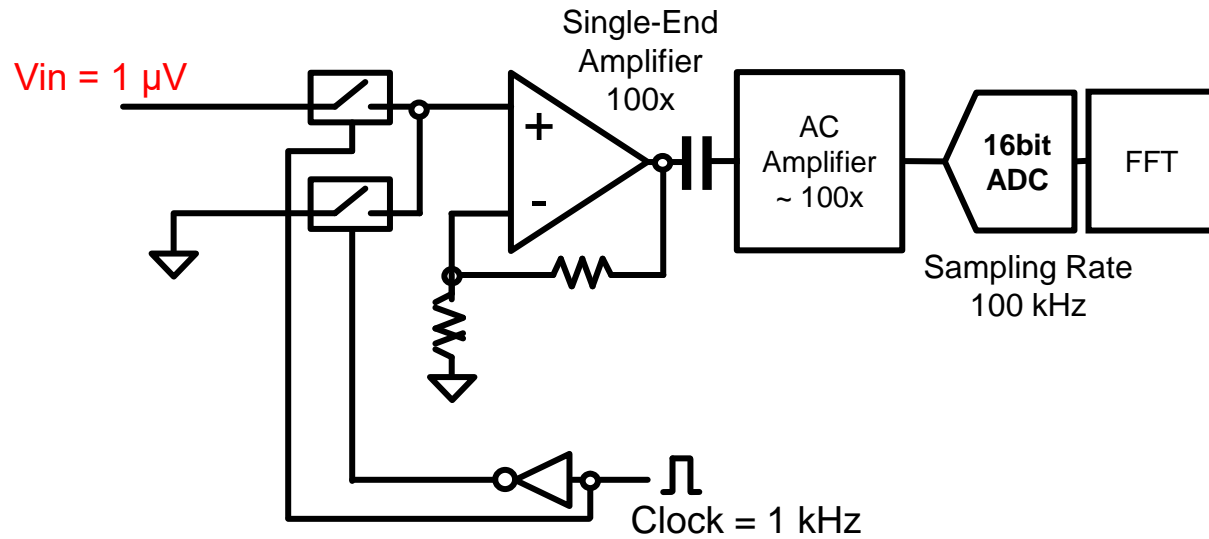 Single-End
Amplifier
100x
Vin = 1 µV
+
-
AC
Amplifier
~ 100x
16bit
ADC
FFT
Sampling Rate
100 kHz
Clock = 1 kHz